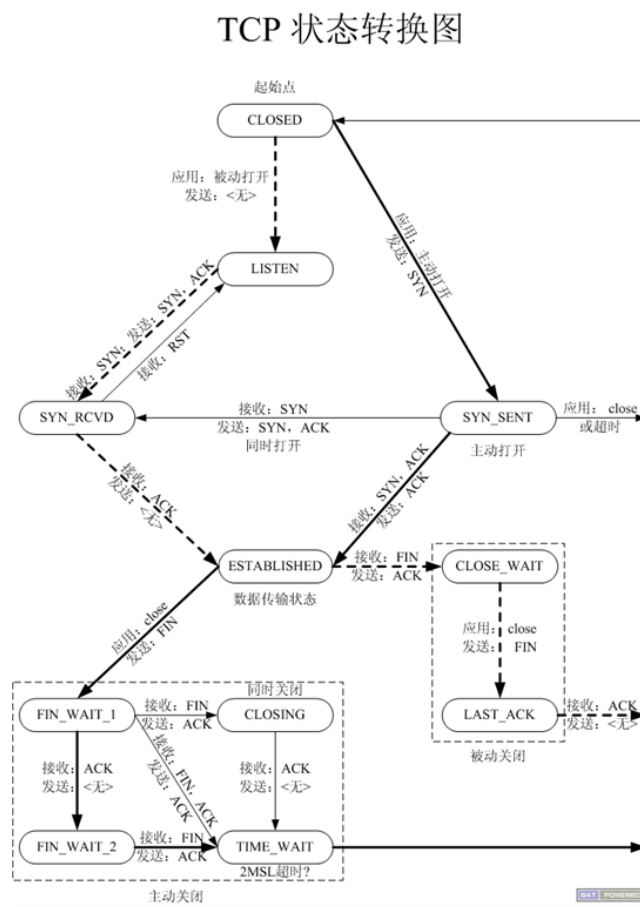 TCP 状态转换图
起始点
CLOSED
应用：被动打开
发送：<无>
应用：主动打开
发送：SYN
LISTEN
接收：SYN；发送：SYN，ACK
接收：RST
SYN_RCVD
接收：SYN
发送：SYN，ACK
同时打开
SYN_SENT
主动打开
应用： close
或超时
接收：ACK
发送：<无>
接收：SYN，ACK
发送：ACK
ESTABLISHED
数据传输状态
接收：FIN
发送：ACK
CLOSE_WAIT
应用：close
发送： FIN
LAST_ACK
被动关闭
接收：ACK
发送：<无>
应用：close
发送：FIN
同时关闭
FIN_WAIT_1
接收：FIN
发送：ACK
CLOSING
接收：ACK
发送：<无>
接收：FIN，ACK
发送：ACK
接收：ACK
发送：<无>
FIN_WAIT_2
接收：FIN
发送：ACK
TIME_WAIT
2MSL超时？
主动关闭
POWERED